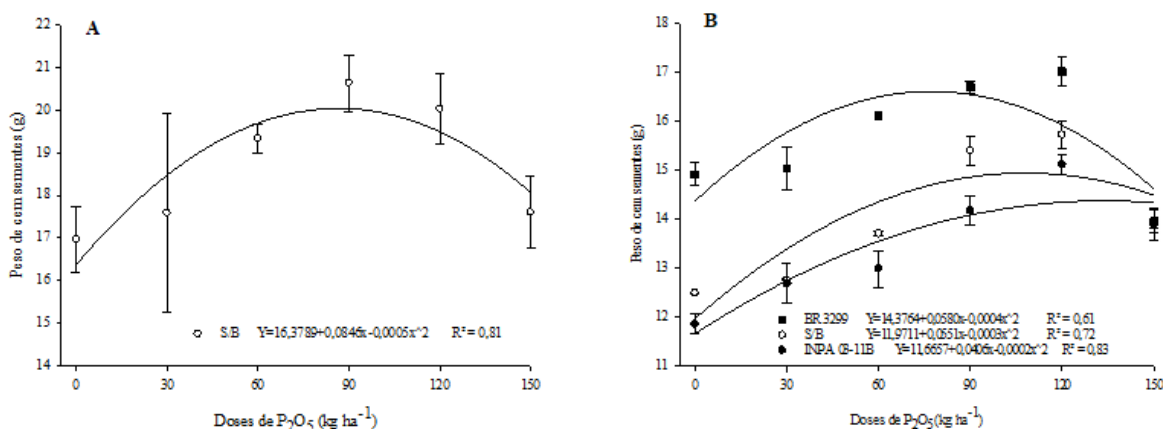 A
22
21
20
19
18
17
16
15
14
Peso de cem sementes (g)
S/B Y=16,3789+0,0846x-0,0005x^2 R² = 0,81
0 30 60 90 120 150
Doses de P₂O₅ (kg ha⁻¹)
B
18
17
16
15
14
13
12
11
Peso de cem sementes (g)
BR 3299 Y=14,3764+0,0580x-0,0004x^2 R² = 0,61
S/B Y=11,9711+0,0551x-0,0003x^2 R² = 0,72
INPA 03-11B Y=11,6657+0,0406x-0,0002x^2 R² = 0,83
0 30 60 90 120 150
Doses de P₂O₅ (kg ha⁻¹)